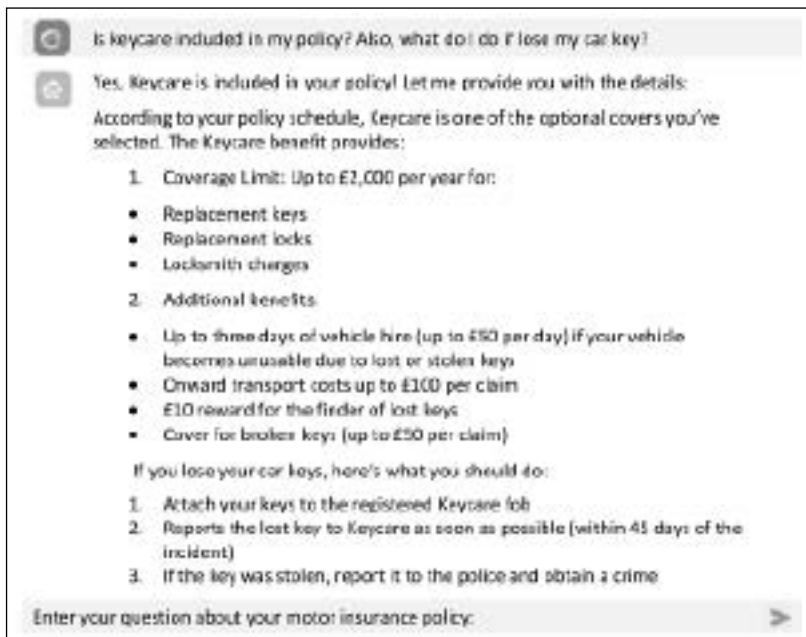 Is keycare included in my policy? Also, what do I do if lose my car key?
Yes, Keycare is included in your policy! Let me provide you with the details:
According to your policy schedule, Keycare is one of the optional covers you've
selected. The Keycare benefit provides:
1. Coverage Limit: Up to £2,000 per year for:
• Replacement keys
• Replacement locks
• Locksmith charges
2. Additional benefits
• Up to three days of vehicle hire (up to £50 per day) if your vehicle
becomes unusable due to lost or stolen keys
• Onward transport costs up to £100 per claim
• £10 reward for the finder of lost keys
• Cover for broken keys (up to £50 per claim)
If you lose your car keys, here's what you should do:
1. Attach your keys to the registered Keycare fob
2. Reports the lost key to Keycare as soon as possible (within 45 days of the
incident)
3. If the key was stolen, report it to the police and obtain a crime
Enter your question about your motor insurance policy: